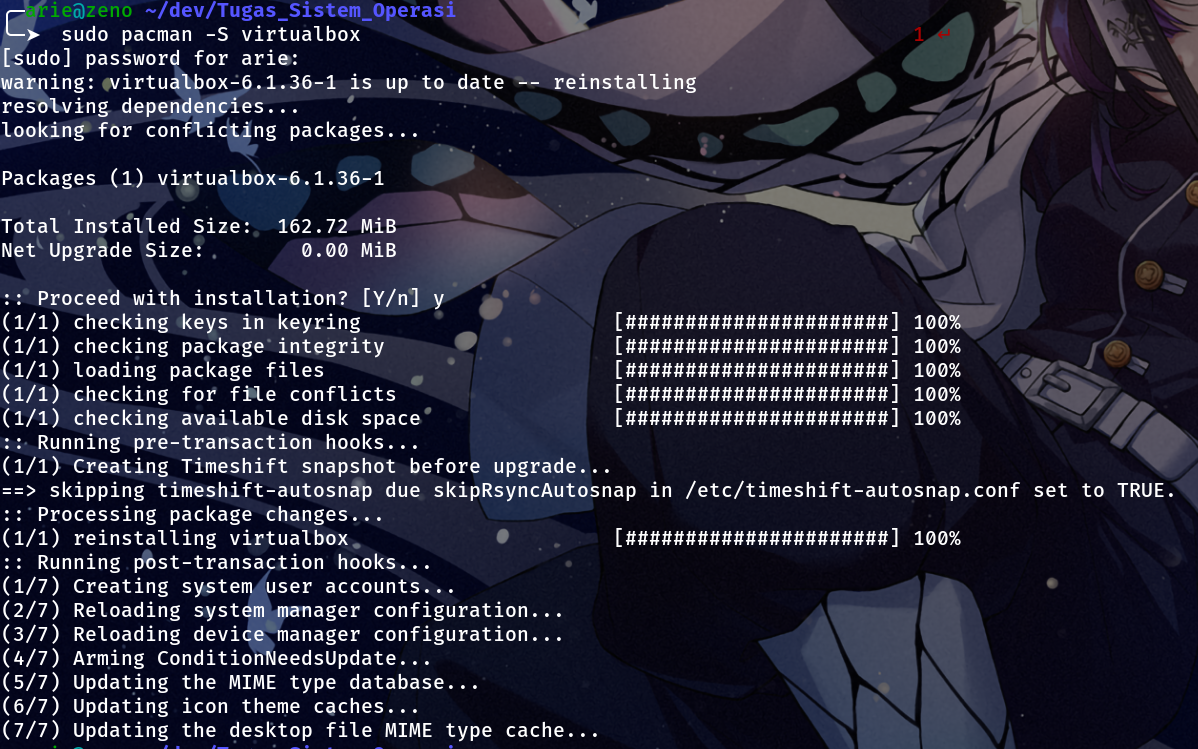 arie@zeno ~/dev/Tugas_Sistem_Operasi
➤ sudo pacman -S virtualbox 1 ↵
[sudo] password for arie:
warning: virtualbox-6.1.36-1 is up to date -- reinstalling
resolving dependencies...
looking for conflicting packages...
Packages (1) virtualbox-6.1.36-1
Total Installed Size:  162.72 MiB
Net Upgrade Size:        0.00 MiB
:: Proceed with installation? [Y/n] y
(1/1) checking keys in keyring [######################] 100%
(1/1) checking package integrity [######################] 100%
(1/1) loading package files [######################] 100%
(1/1) checking for file conflicts [######################] 100%
(1/1) checking available disk space [######################] 100%
:: Running pre-transaction hooks...
(1/1) Creating Timeshift snapshot before upgrade...
==> skipping timeshift-autosnap due skipRsyncAutosnap in /etc/timeshift-autosnap.conf set to TRUE.
:: Processing package changes...
(1/1) reinstalling virtualbox [######################] 100%
:: Running post-transaction hooks...
(1/7) Creating system user accounts...
(2/7) Reloading system manager configuration...
(3/7) Reloading device manager configuration...
(4/7) Arming ConditionNeedsUpdate...
(5/7) Updating the MIME type database...
(6/7) Updating icon theme caches...
(7/7) Updating the desktop file MIME type cache...